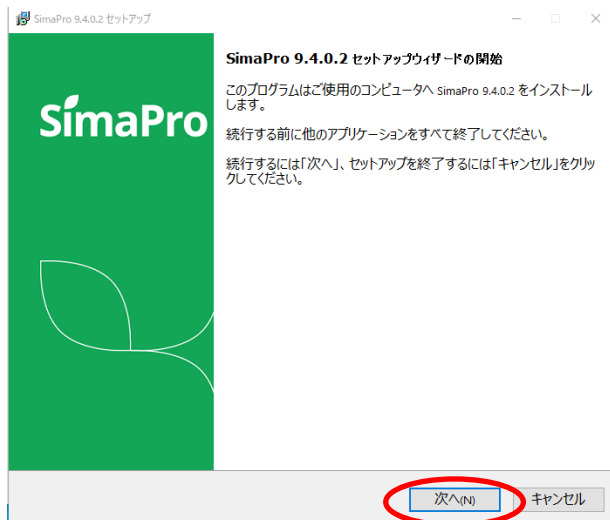 SimaPro 9.4.0.2 セットアップ
SimaPro
SimaPro 9.4.0.2 セットアップウィザードの開始
このプログラムはご使用のコンピュータへ SimaPro 9.4.0.2 をインストール
します。
続行する前に他のアプリケーションをすべて終了してください。
続行するには「次へ」、セットアップを終了するには「キャンセル」をクリッ
クしてください。
次へ(N)
キャンセル